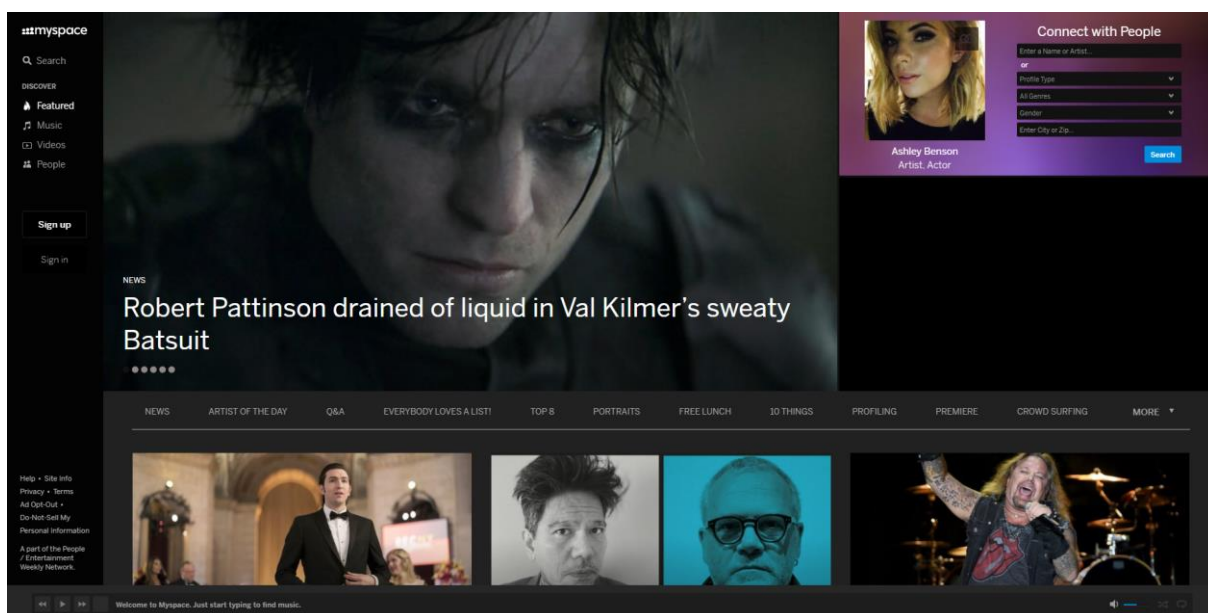 myspace
Search
DISCOVER
Featured
Music
Videos
People
Sign up
Sign in
Help • Site Info
Privacy • Terms
Ad Opt-Out •
Do-Not-Sell My
Personal Information
A part of the People
/ Entertainment
Weekly Network.
NEWS
Robert Pattinson drained of liquid in Val Kilmer's sweaty
Batsuit
Ashley Benson
Artist, Actor
Connect with People
Enter a Name or Artist...
or
Profile Type
All Genres
Gender
Enter City or Zip...
Search
NEWS ARTIST OF THE DAY Q&A EVERYBODY LOVES A LIST! TOP 8 PORTRAITS FREE LUNCH 10 THINGS PROFILING PREMIERE CROWD SURFING MORE
Welcome to Myspace. Just start typing to find music.